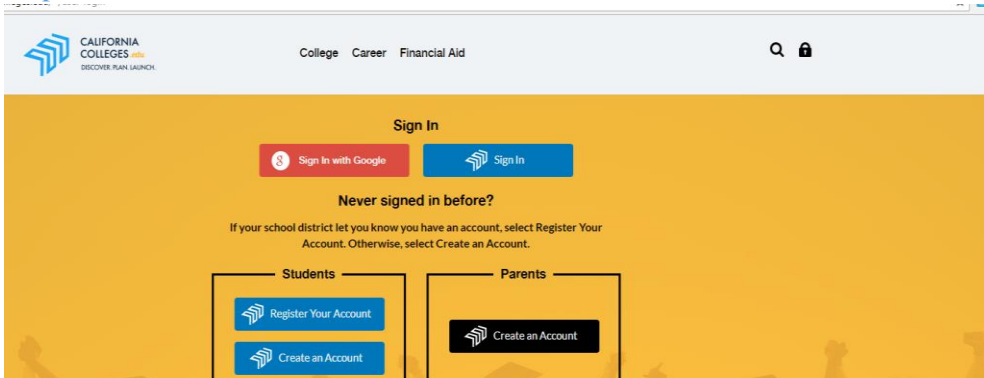 CALIFORNIA
COLLEGES .edu
DISCOVER. PLAN. LAUNCH.
College Career Financial Aid
Sign In
Sign In with Google
Sign In
Never signed in before?
If your school district let you know you have an account, select Register Your
Account. Otherwise, select Create an Account.
Students
Parents
Register Your Account
Create an Account
Create an Account